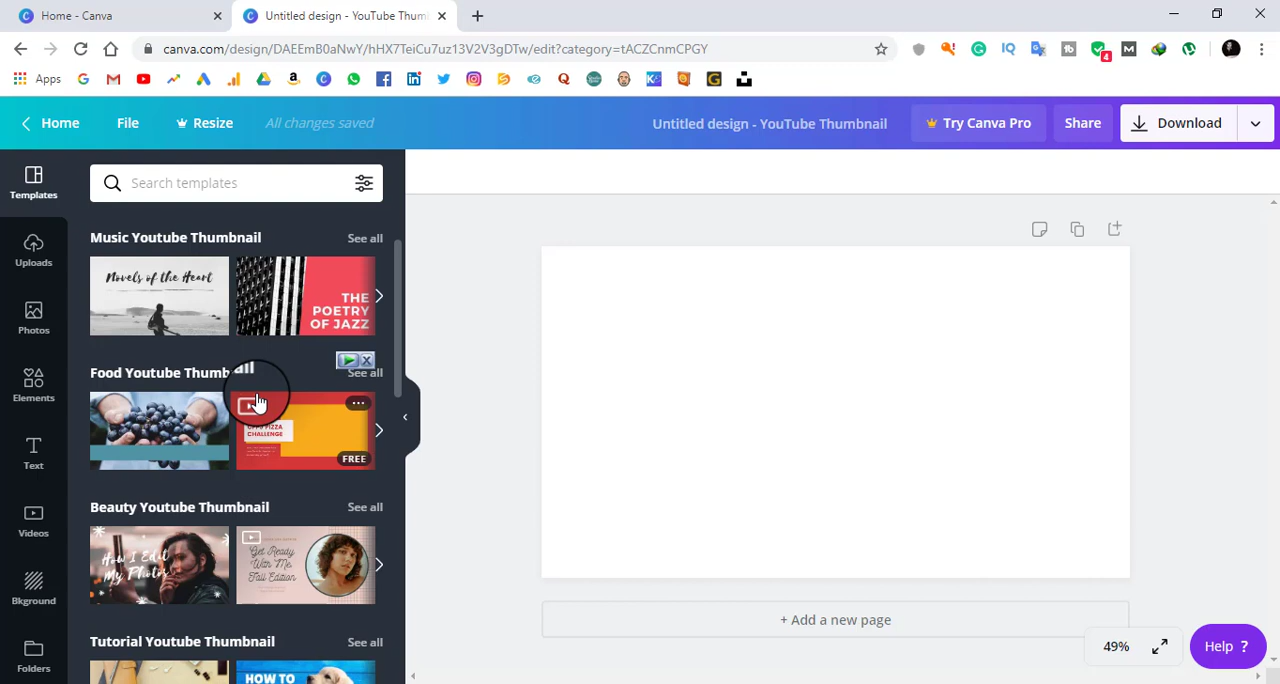 Home - Canva
Untitled design - YouTube Thum
canva.com/design/DAEEmB0aNwY/hHX7TeiCu7uz13V2V3gDTw/edit?category=tACZCnmCPGY
IQ
M
4
Apps
Home
File
Resize
All changes saved
Untitled design - YouTube Thumbnail
Try Canva Pro
Share
Download
Templates
Uploads
Photos
Elements
Text
Videos
Bkground
Folders
Search templates
Music Youtube Thumbnail
See all
Novels of the Heart
THE
POETRY
OF JAZZ
Food Youtube Thumb
See all
PIZZA
CHALLENGE
FREE
Beauty Youtube Thumbnail
See all
How I Edit
My Photos
Get Ready
With Me:
Fall Edition
Tutorial Youtube Thumbnail
See all
HOW TO
+ Add a new page
49%
Help ?